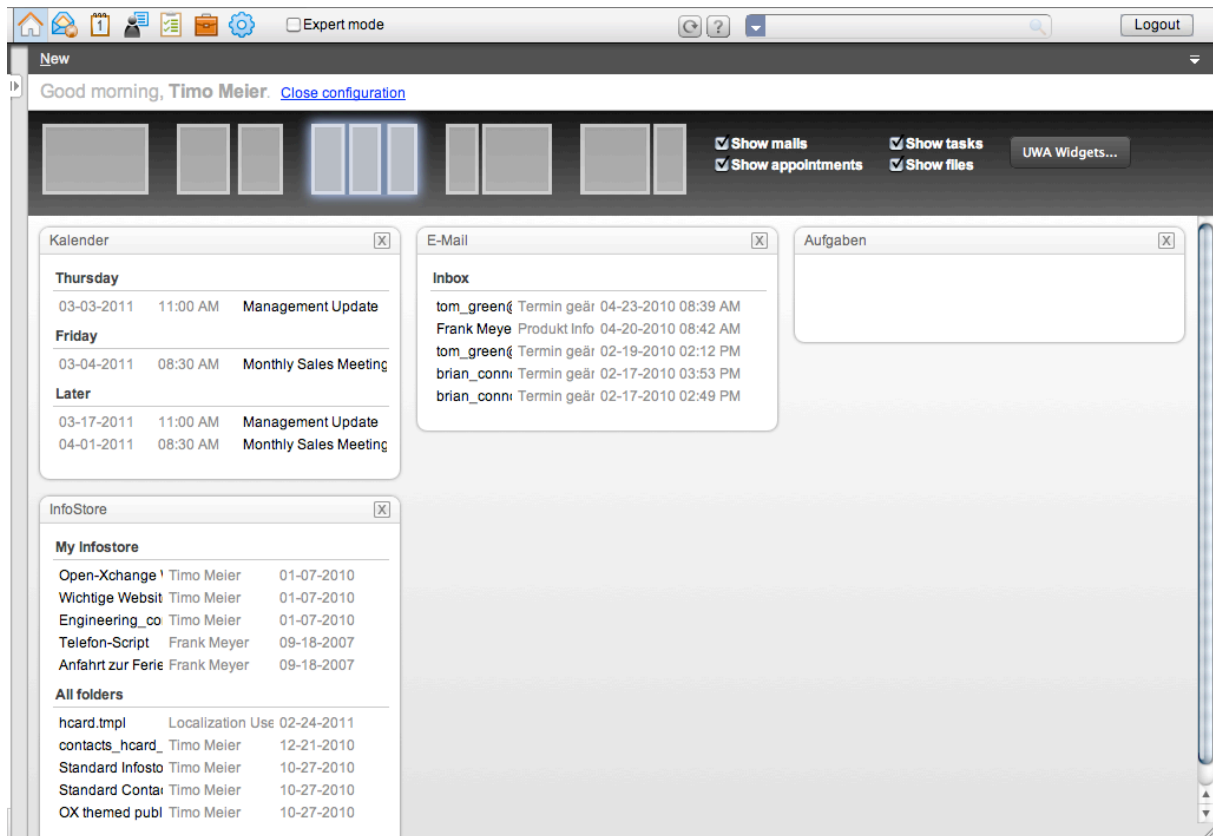 1 Expert mode ? Logout
New
Good morning, Timo Meier. Close configuration
Show mails Show tasks
Show appointments Show files
UWA Widgets...
Kalender X
Thursday
03-03-2011 11:00 AM Management Update
Friday
03-04-2011 08:30 AM Monthly Sales Meeting
Later
03-17-2011 11:00 AM Management Update
04-01-2011 08:30 AM Monthly Sales Meeting
E-Mail X
Inbox
tom_green@ Termin geär 04-23-2010 08:39 AM
Frank Meye Produkt Info 04-20-2010 08:42 AM
tom_green@ Termin geär 02-19-2010 02:12 PM
brian_conn Termin geär 02-17-2010 03:53 PM
brian_conn Termin geär 02-17-2010 02:49 PM
Aufgaben X
InfoStore X
My Infostore
Open-Xchange Timo Meier 01-07-2010
Wichtige Websit Timo Meier 01-07-2010
Engineering_co Timo Meier 01-07-2010
Telefon-Script Frank Meyer 09-18-2007
Anfahrt zur Ferie Frank Meyer 09-18-2007
All folders
hcard.tmpl Localization Use 02-24-2011
contacts_hcard_ Timo Meier 12-21-2010
Standard Infosto Timo Meier 10-27-2010
Standard Conta Timo Meier 10-27-2010
OX themed publ Timo Meier 10-27-2010